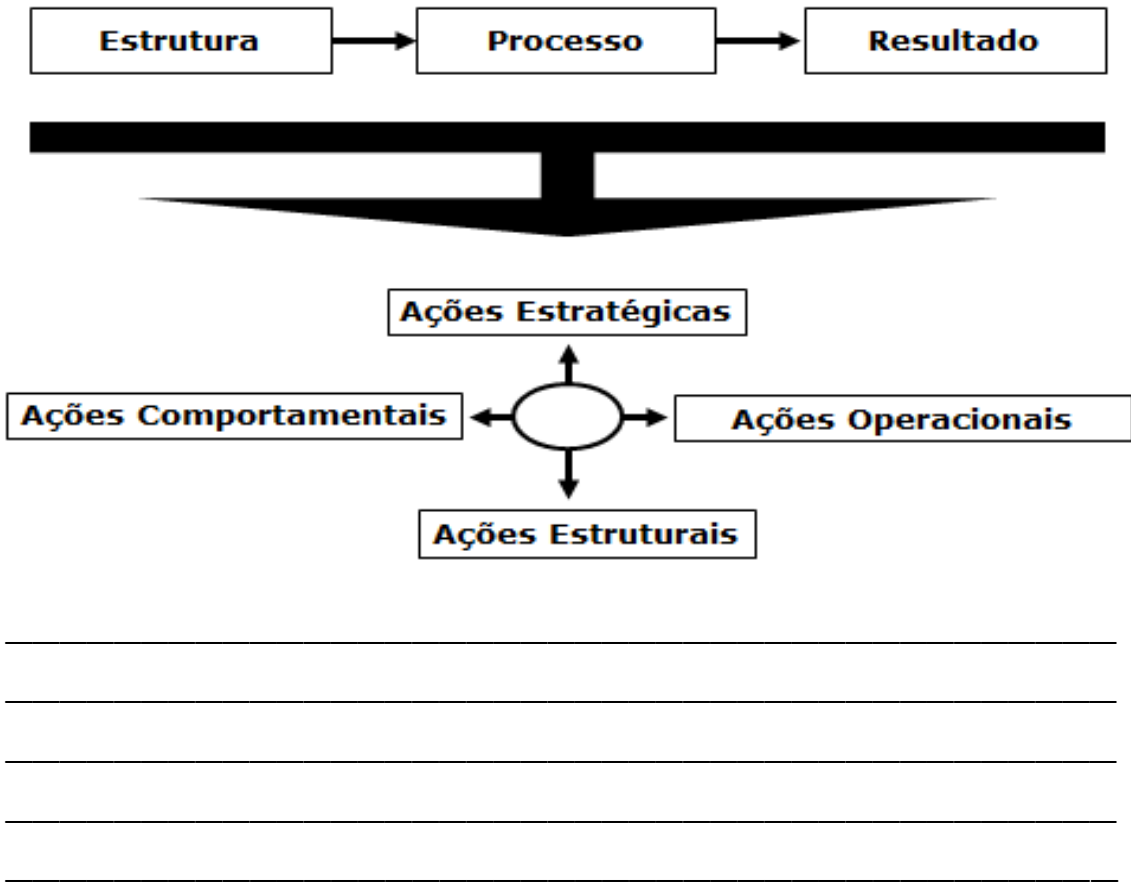 Estrutura Processo Resultado
Ações Estratégicas
Ações Comportamentais Ações Operacionais
Ações Estruturais